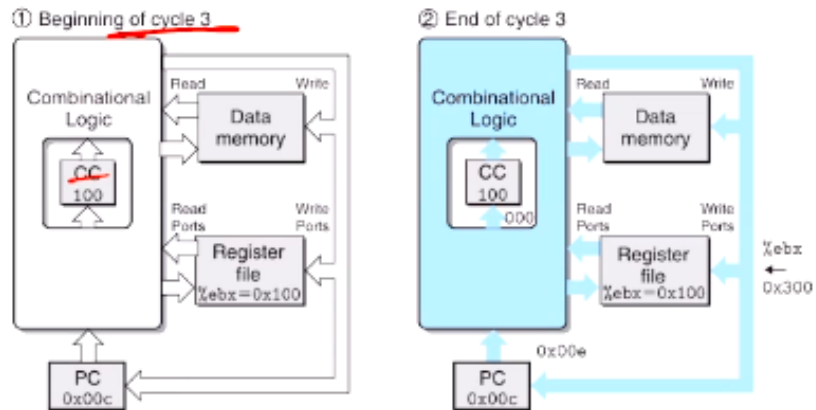 ① Beginning of cycle 3
Combinational
Logic
CC
100
Read
Write
Data
memory
Read
Ports
Write
Ports
Register
file
%ebx=0x100
PC
0x00c
② End of cycle 3
Combinational
Logic
CC
100
000
Read
Write
Data
memory
Read
Ports
Write
Ports
Register
file
%ebx=0x100
%ebx
←
0x300
0x00e
PC
0x00c